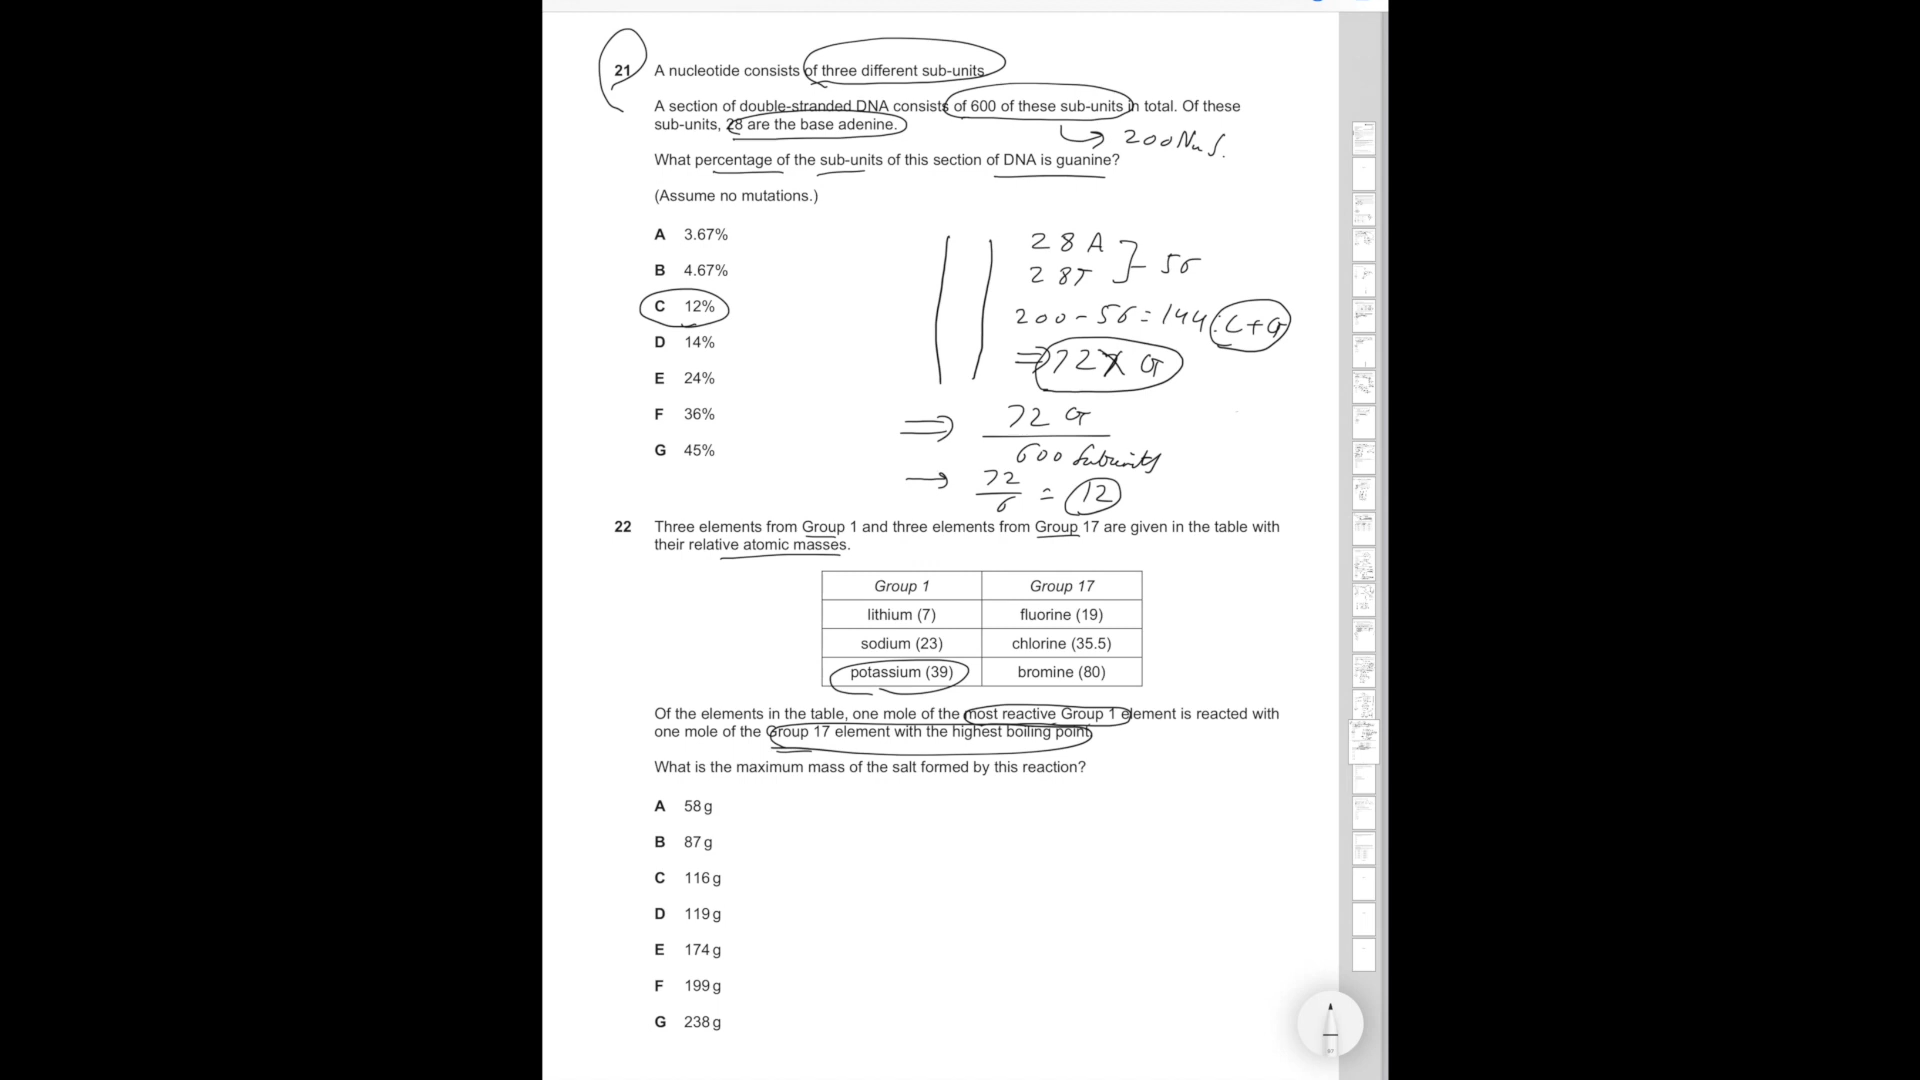 21 A nucleotide consists of three different sub-units
A section of double-stranded DNA consists of 600 of these sub-units in total. Of these
sub-units, 28 are the base adenine.
200 Nu S.
What percentage of the sub-units of this section of DNA is guanine?
(Assume no mutations.)
A 3.67%
B 4.67%
C 12%
D 14%
E 24%
F 36%
G 45%
28 A
28T } 56
200 - 56 = 144 : C + G
⇒ 72 X G
⇒ 72 G
600 Subunits
→ 72
6 = 12
22 Three elements from Group 1 and three elements from Group 17 are given in the table with
their relative atomic masses.
Group 1 Group 17
lithium (7) fluorine (19)
sodium (23) chlorine (35.5)
potassium (39) bromine (80)
Of the elements in the table, one mole of the most reactive Group 1 element is reacted with
one mole of the Group 17 element with the highest boiling point
What is the maximum mass of the salt formed by this reaction?
A 58 g
B 87 g
C 116 g
D 119 g
E 174 g
F 199 g
G 238 g